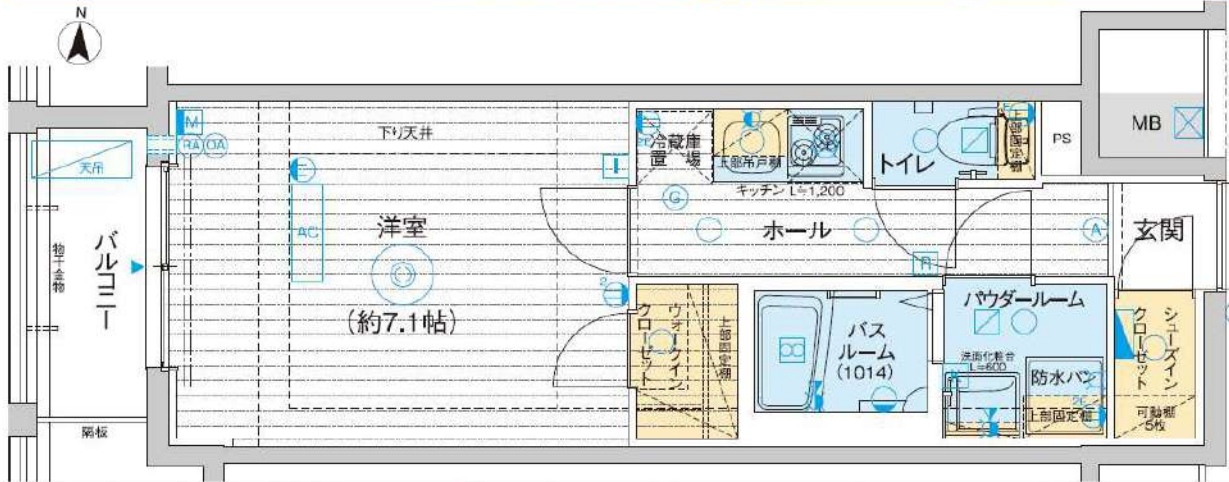 N
M
RA
OA
天吊
バルコニー
物干金物
隔板
下り天井
AC
洋室
(約7.1帖)
2
I
冷蔵庫
置場
2E
上部吊戸棚
キッチン L≒1,200
G
ホール
R
A
トイレ
上部固定棚
PS
MB
玄関
ウォークイン
クローゼット
上部固定棚
バス
ルーム
(1014)
パウダールーム
洗面化粧台
L=600
防水パン
2E
上部固定棚
シューズイン
クローゼット
可動棚
5枚